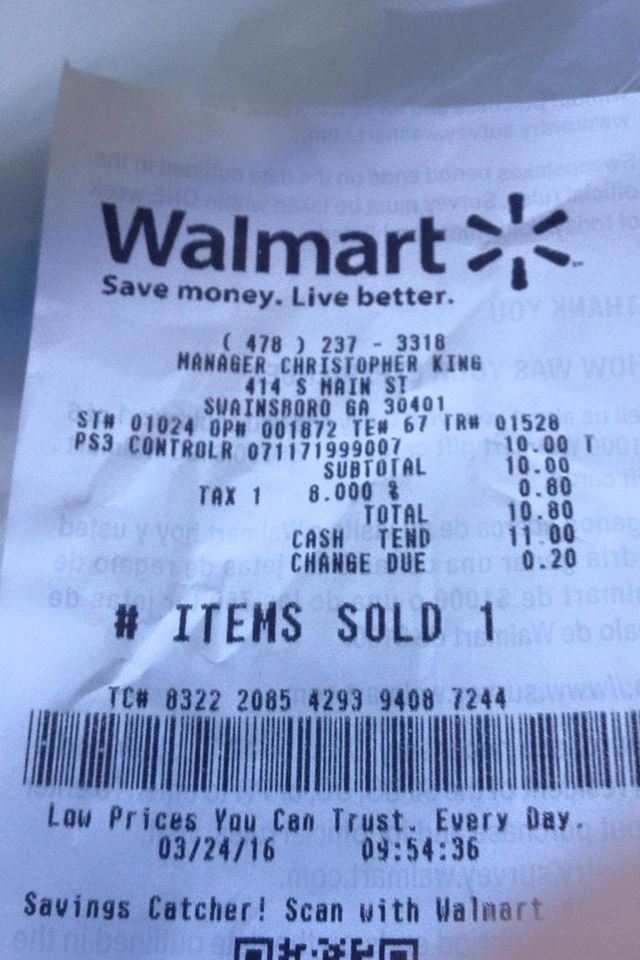 Walmart
Save money. Live better.
( 478 ) 237 - 3318
MANAGER CHRISTOPHER KING
414 S MAIN ST
SWAINSBORO GA 30401
ST# 01024 OP# 001872 TE# 67 TR# 01528
PS3 CONTROLR 071171999007 10.00
SUBTOTAL 10.00
TAX 1 8.000 % 0.80
TOTAL 10.80
CASH TEND 11.00
CHANGE DUE 0.20
# ITEMS SOLD 1
TC# 8322 2085 4293 9408 7244
Low Prices You Can Trust. Every Day.
03/24/16 09:54:36
Savings Catcher! Scan with Walmart